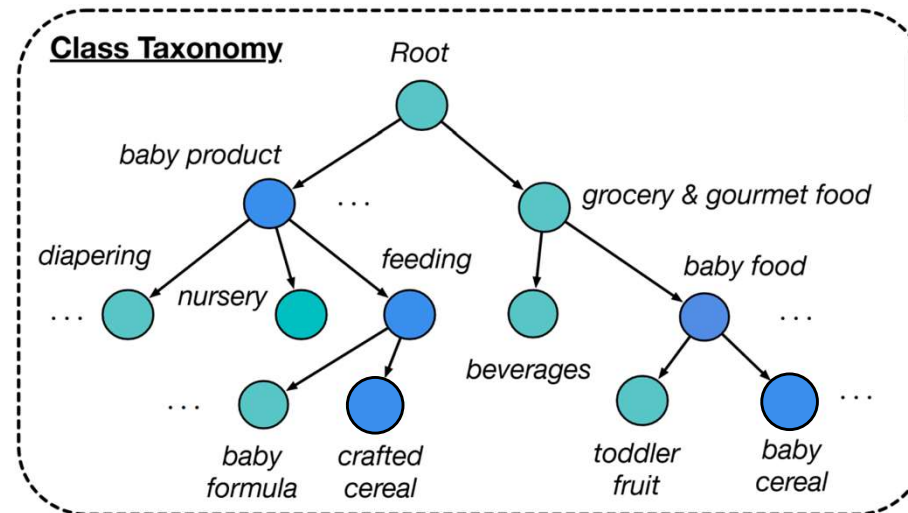 Class Taxonomy
Root
baby product
. . .
grocery & gourmet food
diapering
feeding
baby food
. . .
nursery
. . .
beverages
. . .
. . .
baby
formula
crafted
cereal
toddler
fruit
baby
cereal